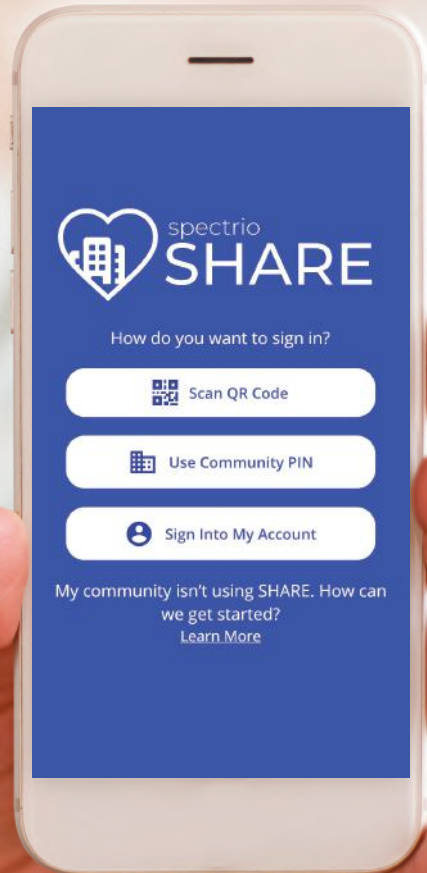 spectrio
SHARE
How do you want to sign in?
Scan QR Code
Use Community PIN
Sign Into My Account
My community isn't using SHARE. How can
we get started?
Learn More